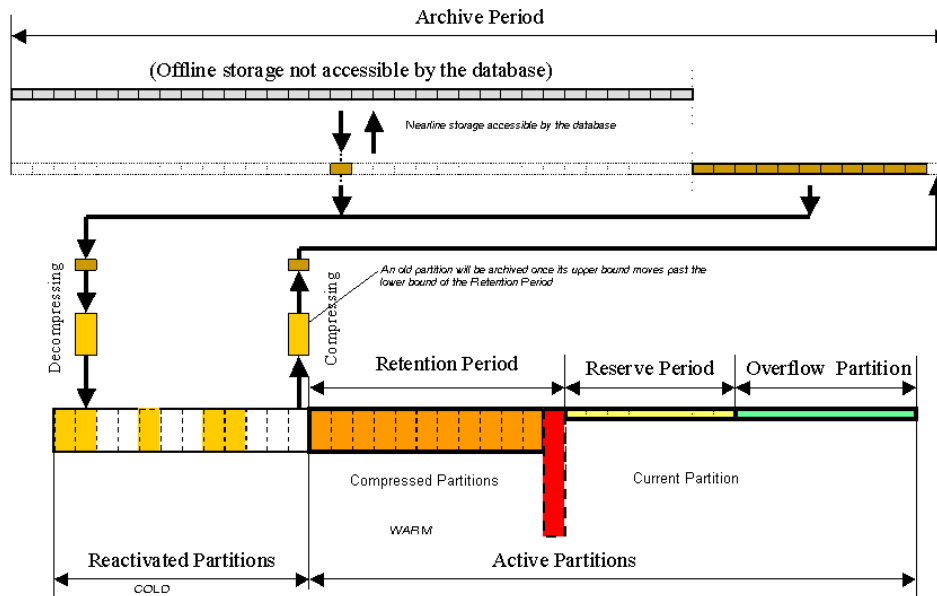 Archive Period
(Offline storage not accessible by the database)
Nearline storage accessible by the database
An old partition will be archived once its upper bound moves past the
lower bound of the Retention Period
Decompressing
Compressing
Retention Period
Reserve Period
Overflow Partition
Compressed Partitions
Current Partition
WARM
Reactivated Partitions
Active Partitions
COLD